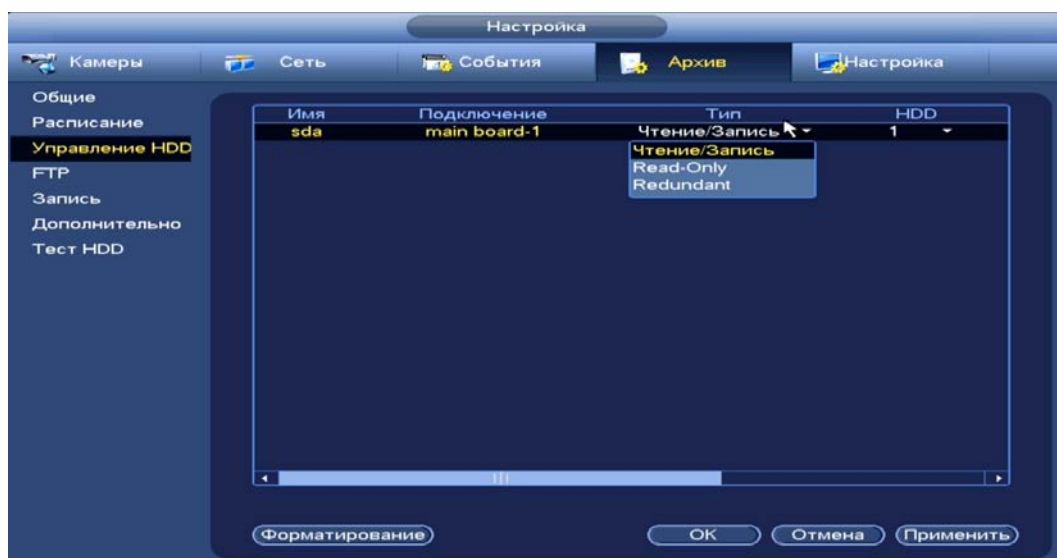 Настройка
Камеры Сеть События Архив Настройка
Общие
Расписание
Управление HDD
FTP
Запись
Дополнительно
Тест HDD
Имя Подключение Тип HDD
sda main board-1 Чтение/Запись 1
Чтение/Запись
Read-Only
Redundant
Форматирование OK Отмена Применить